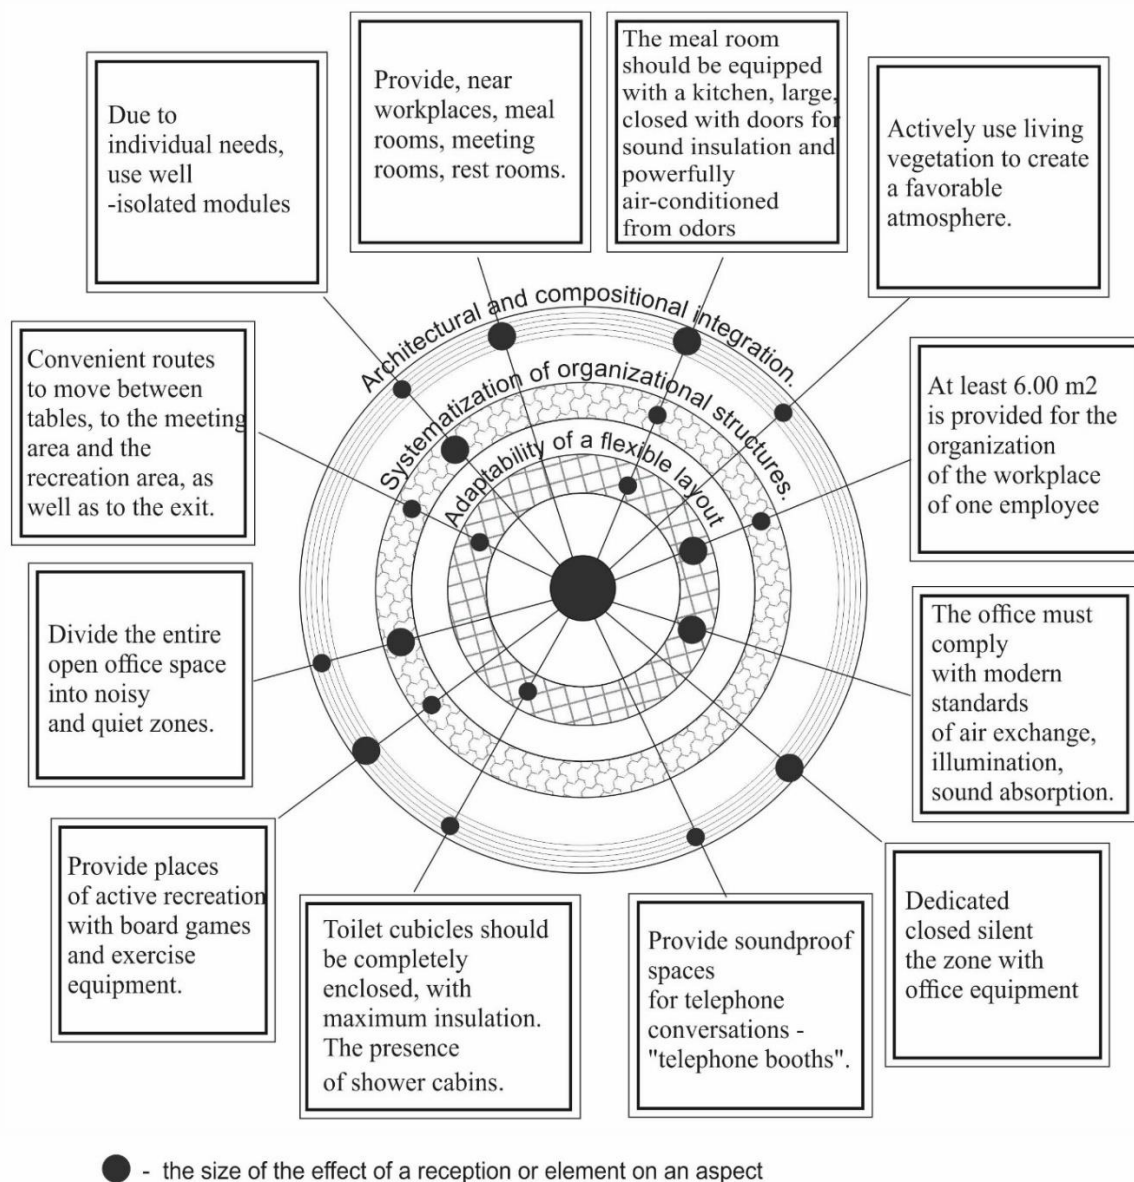 Due to
individual needs,
use well
-isolated modules
Provide, near
workplaces, meal
rooms, meeting
rooms, rest rooms.
The meal room
should be equipped
with a kitchen, large,
closed with doors for
sound insulation and
powerfully
air-conditioned
from odors
Actively use living
vegetation to create
a favorable
atmosphere.
Convenient routes
to move between
tables, to the meeting
area and the
recreation area, as
well as to the exit.
Architectural and compositional integration.
Systematization of organizational structures.
Adaptability of a flexible layout
At least 6.00 m2
is provided for the
organization
of the workplace
of one employee
Divide the entire
open office space
into noisy
and quiet zones.
The office must
comply
with modern
standards
of air exchange,
illumination,
sound absorption.
Provide places
of active recreation
with board games
and exercise
equipment.
Toilet cubicles should
be completely
enclosed, with
maximum insulation.
The presence
of shower cabins.
Provide soundproof
spaces
for telephone
conversations -
"telephone booths".
Dedicated
closed silent
the zone with
office equipment
- the size of the effect of a reception or element on an aspect